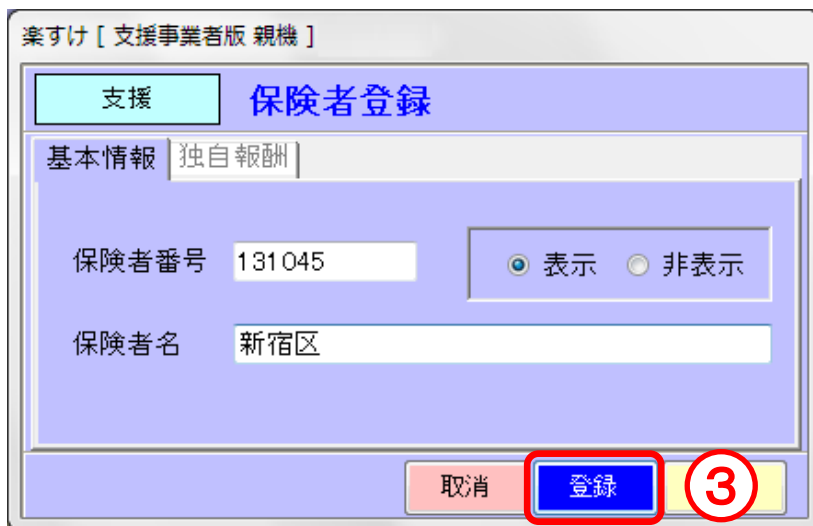 楽すけ [ 支援事業者版 親機 ]
支援 保険者登録
基本情報 独自報酬
保険者番号 131045 表示 非表示
保険者名 新宿区
取消 登録 ③